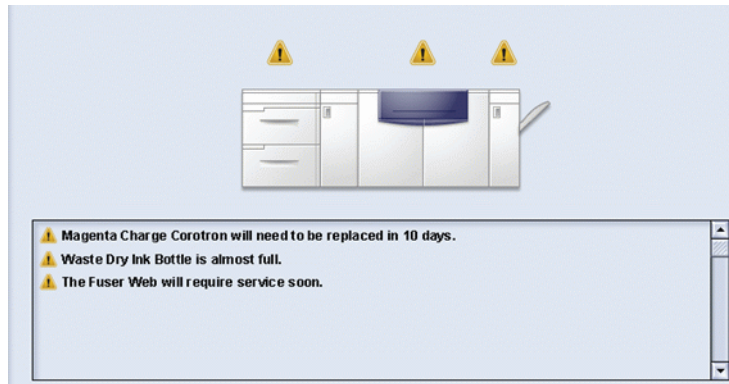 Magenta Charge Corotron will need to be replaced in 10 days.
Waste Dry Ink Bottle is almost full.
The Fuser Web will require service soon.